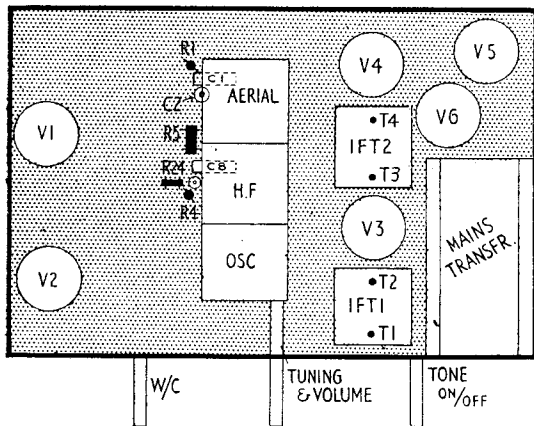 R1
V5
V4
C1
C2
AERIAL
V6
T4
V1
R5
IFT2
R24
C8
T3
H.F
R4
V3
V2
OSC
MAINS
TRANSFR.
T2
IFT1
T1
W/C
TUNING
& VOLUME
TONE
ON/OFF